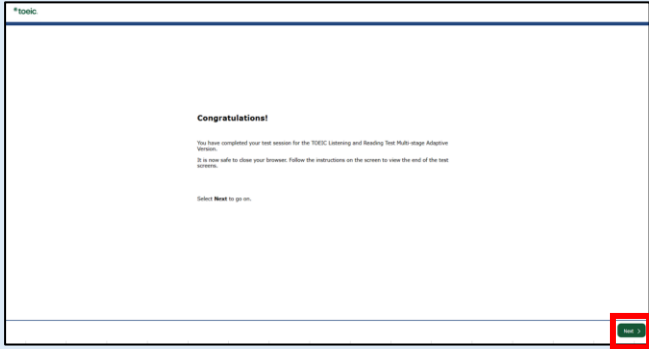 *toeic
Congratulations!
You have completed your test session for the TOEIC Listening and Reading Test Multi-stage Adaptive
Version.
It is now safe to close your browser. Follow the instructions on the screen to view the end of the test
screens.
Select Next to go on.
Next >